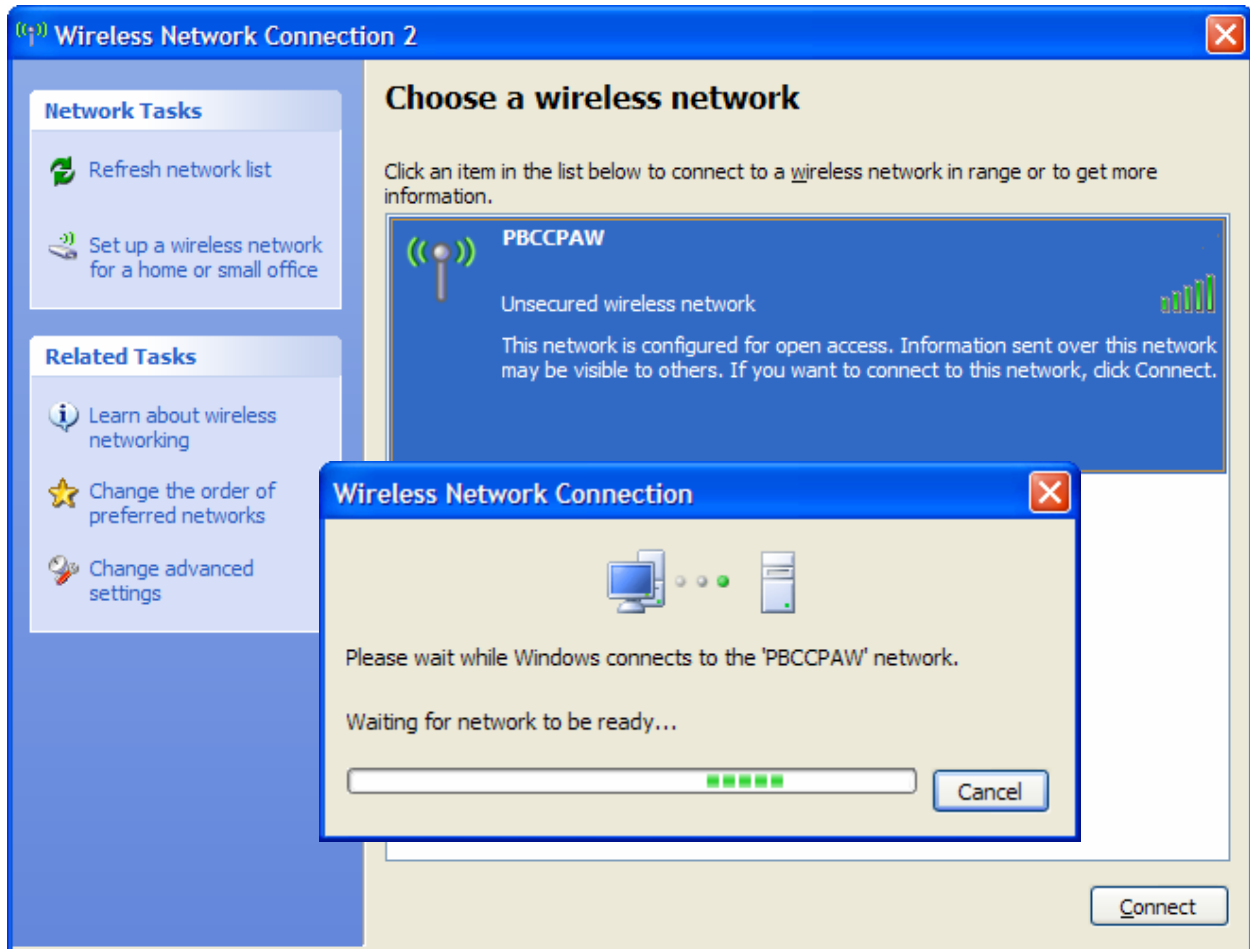 Wireless Network Connection 2
Network Tasks
Refresh network list
Set up a wireless network
for a home or small office
Related Tasks
Learn about wireless
networking
Change the order of
preferred networks
Change advanced
settings
Choose a wireless network
Click an item in the list below to connect to a wireless network in range or to get more
information.
PBCCPAW
Unsecured wireless network
This network is configured for open access. Information sent over this network
may be visible to others. If you want to connect to this network, click Connect.
Wireless Network Connection
Please wait while Windows connects to the 'PBCCPAW' network.
Waiting for network to be ready...
Cancel
Connect